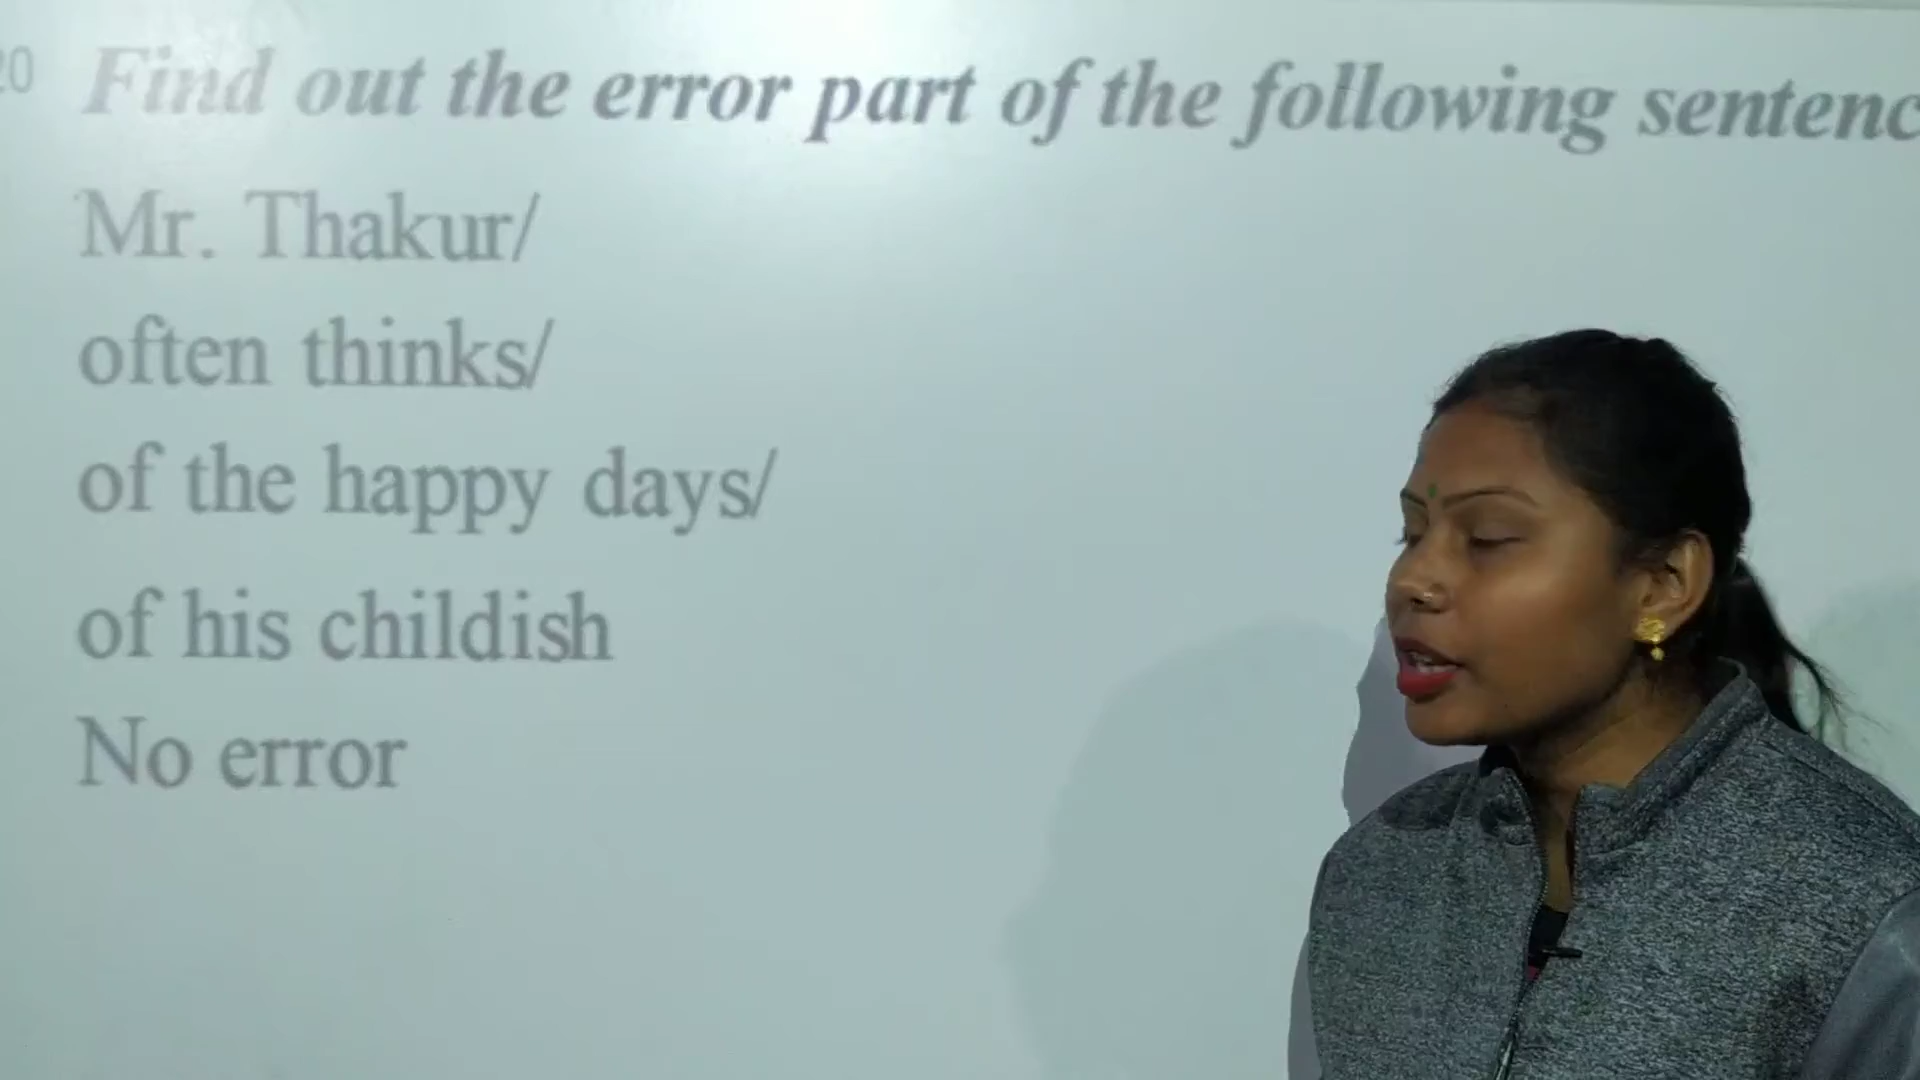 20 Find out the error part of the following sentenc
Mr. Thakur/
often thinks/
of the happy days/
of his childish
No error